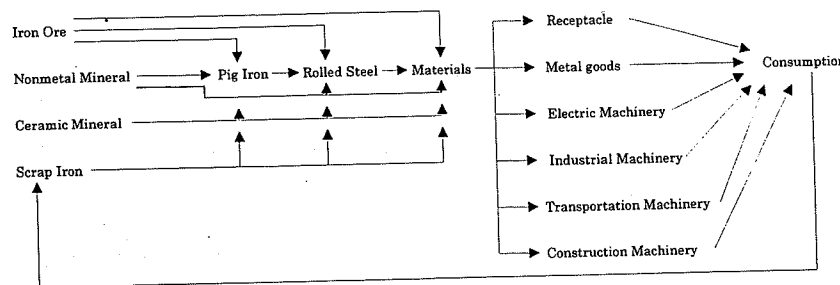 Iron Ore
Nonmetal Mineral
Ceramic Mineral
Scrap Iron
Pig Iron
Rolled Steel
Materials
Receptacle
Metal goods
Electric Machinery
Industrial Machinery
Transportation Machinery
Construction Machinery
Consumption